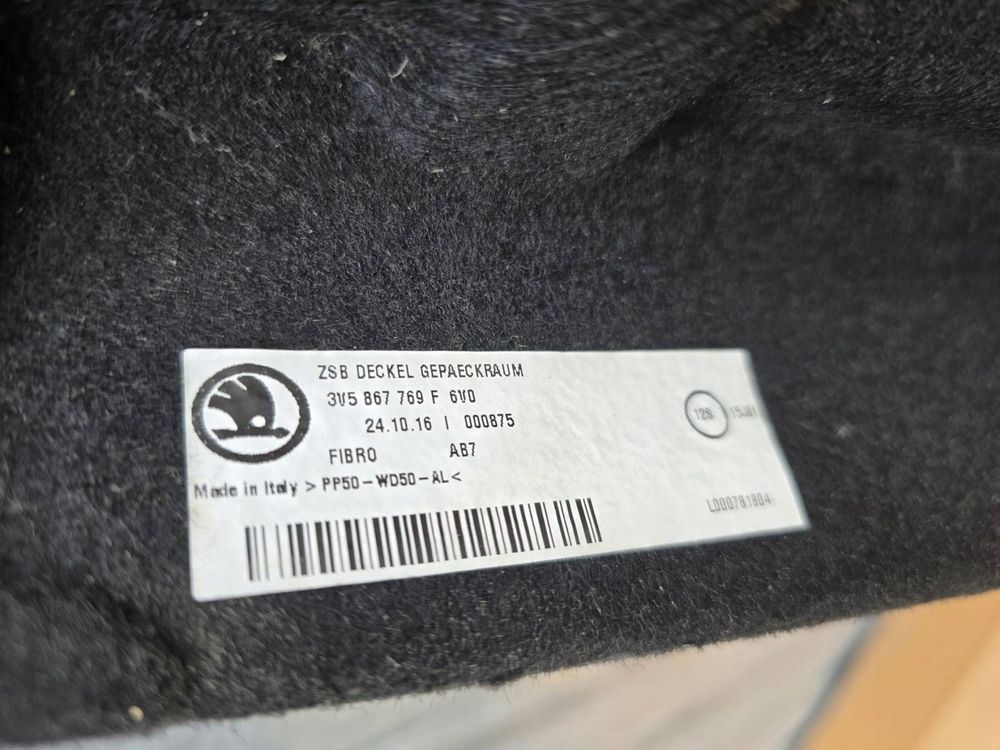 ZSB DECKEL GEPAECKRAUM
3V5 867 769 F 6V0
24.10.16 I 000875
FIBRO AB7
Made in Italy >PP50-WD50-AL<
12S
L000781804